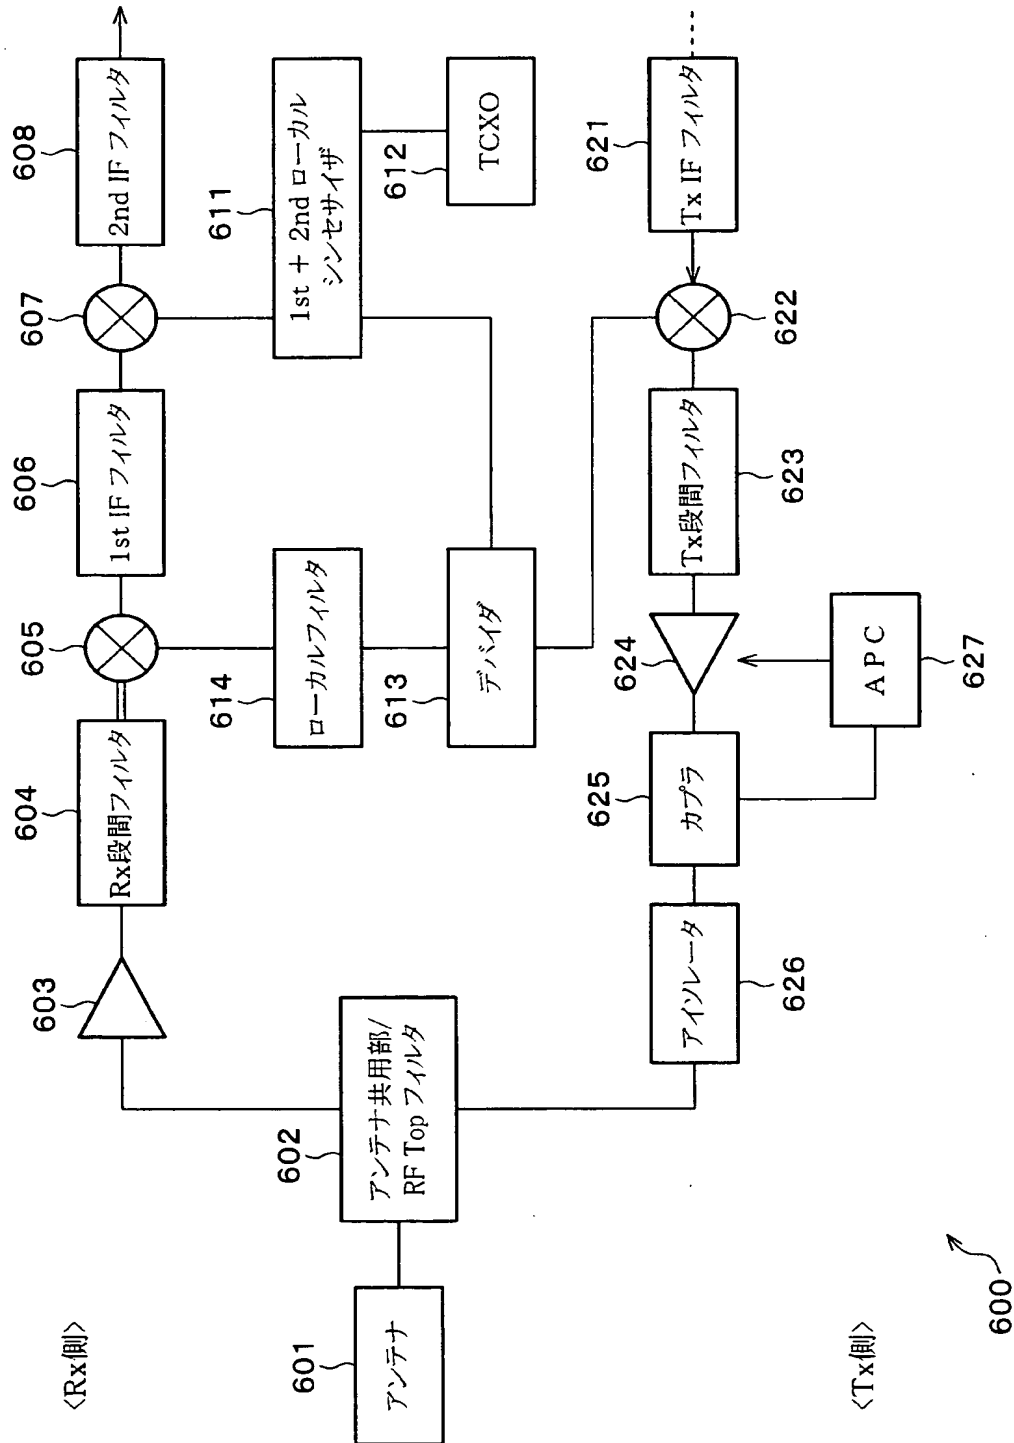 〈Rx側〉
601
アンテナ
602
アンテナ共用部/
RF Top フィルタ
603
604
Rx段間フィルタ
605
606
1st IF フィルタ
607
608
2nd IF フィルタ
614
ローカルフィルタ
611
1st + 2nd ローカル
シンセサイザ
613
デバイダ
612
TCXO
626
アイソレータ
625
カプラ
624
Tx段間フィルタ
623
622
621
Tx IF フィルタ
APC
627
〈Tx側〉
600